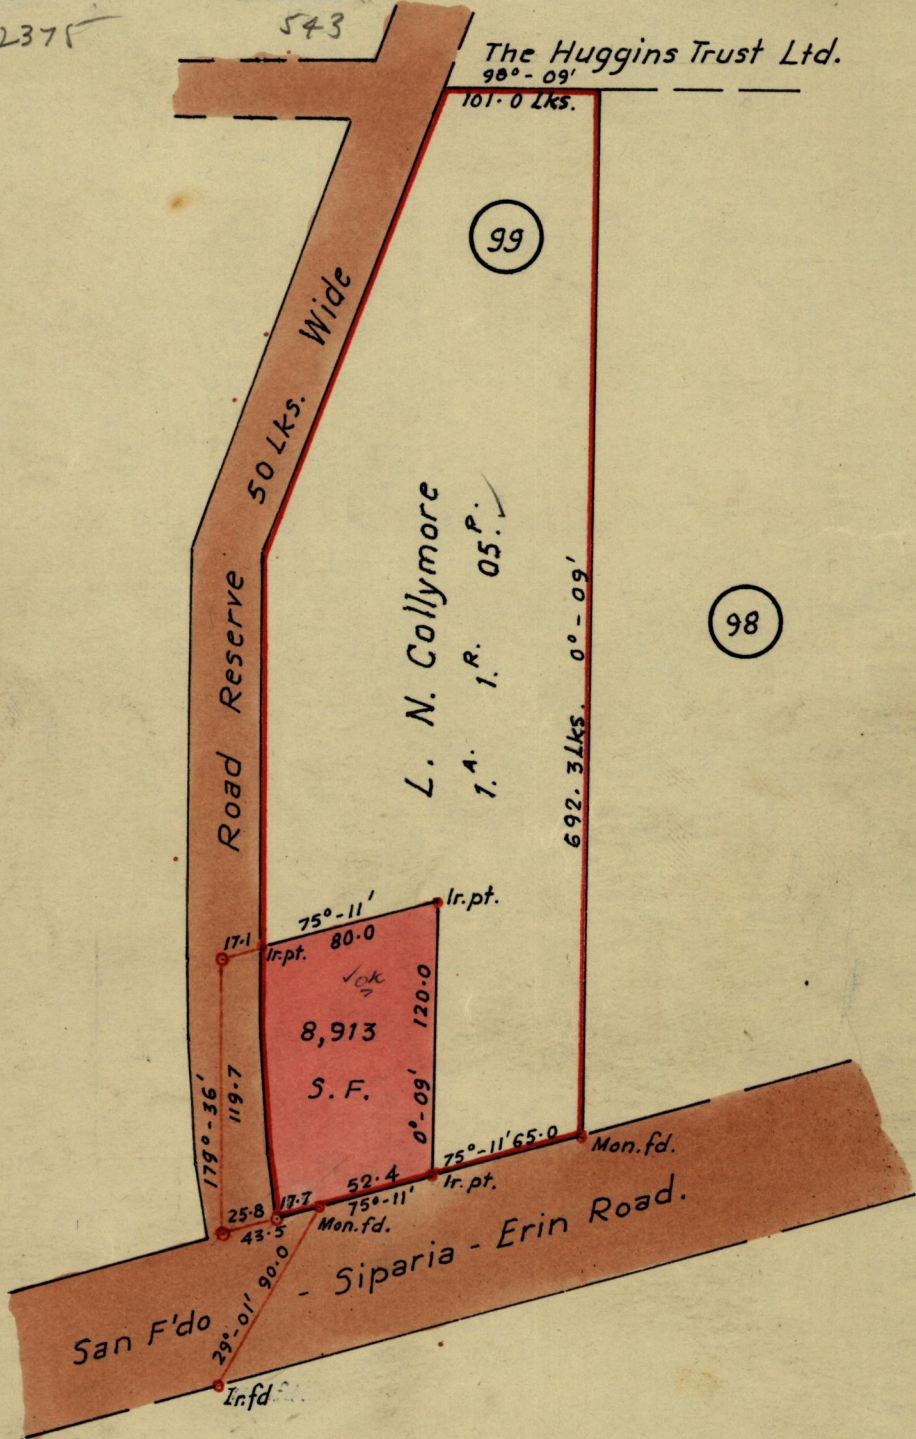 2375
543
The Huggins Trust Ltd.
90°-09'
101.0 Lks.
99
50 Lks. Wide
Road Reserve
L. N. Collymore
1.A. 1.R. 05.P.
692.3 Lks. 0°-09'
98
75°-11'
80.0
Ir.pt.
17.1
Ir.pt.
ok
8,913
S. F.
120.0
0°-09'
179°-36'
119.7
75°-11' 65.0
Mon.fd.
52.4
75°-11'
Ir.pt.
17.7
25.8
43.5
Mon.fd.
29°-01' 90.0
San F'do - Siparia - Erin Road.
Ir.fd